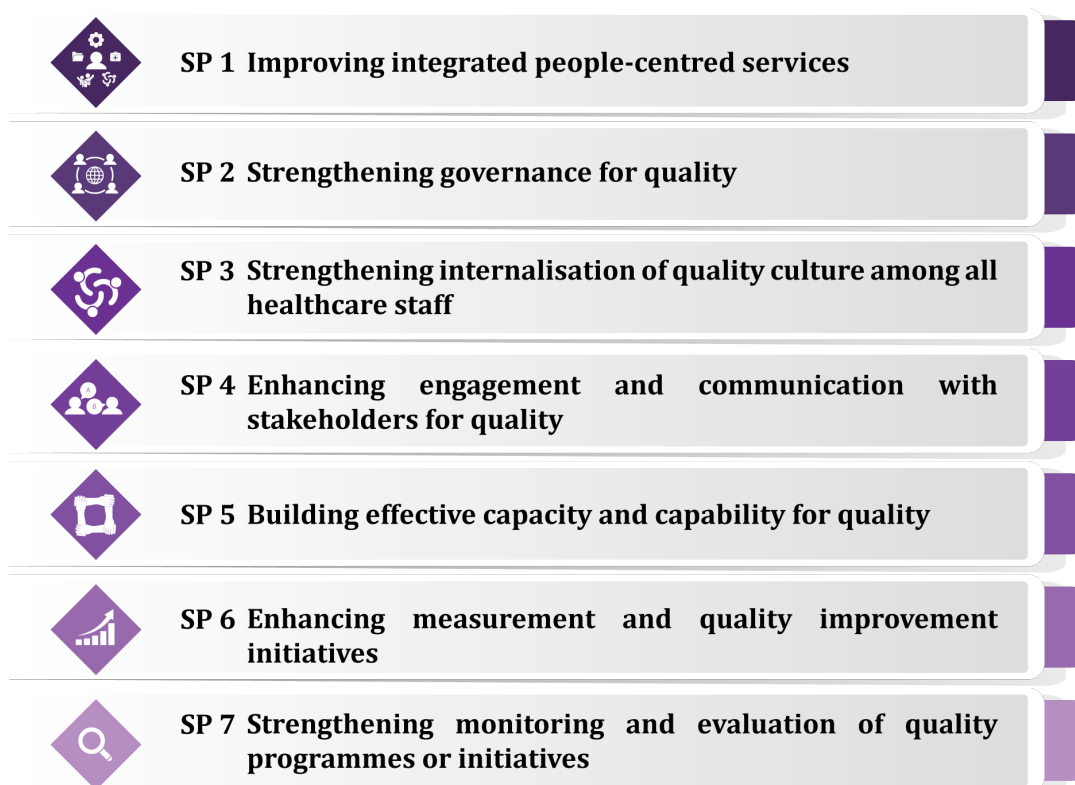 SP 1 Improving integrated people-centred services
SP 2 Strengthening governance for quality
SP 3 Strengthening internalisation of quality culture among all
healthcare staff
A
B
SP 4 Enhancing engagement and communication with
stakeholders for quality
SP 5 Building effective capacity and capability for quality
SP 6 Enhancing measurement and quality improvement
initiatives
SP 7 Strengthening monitoring and evaluation of quality
programmes or initiatives